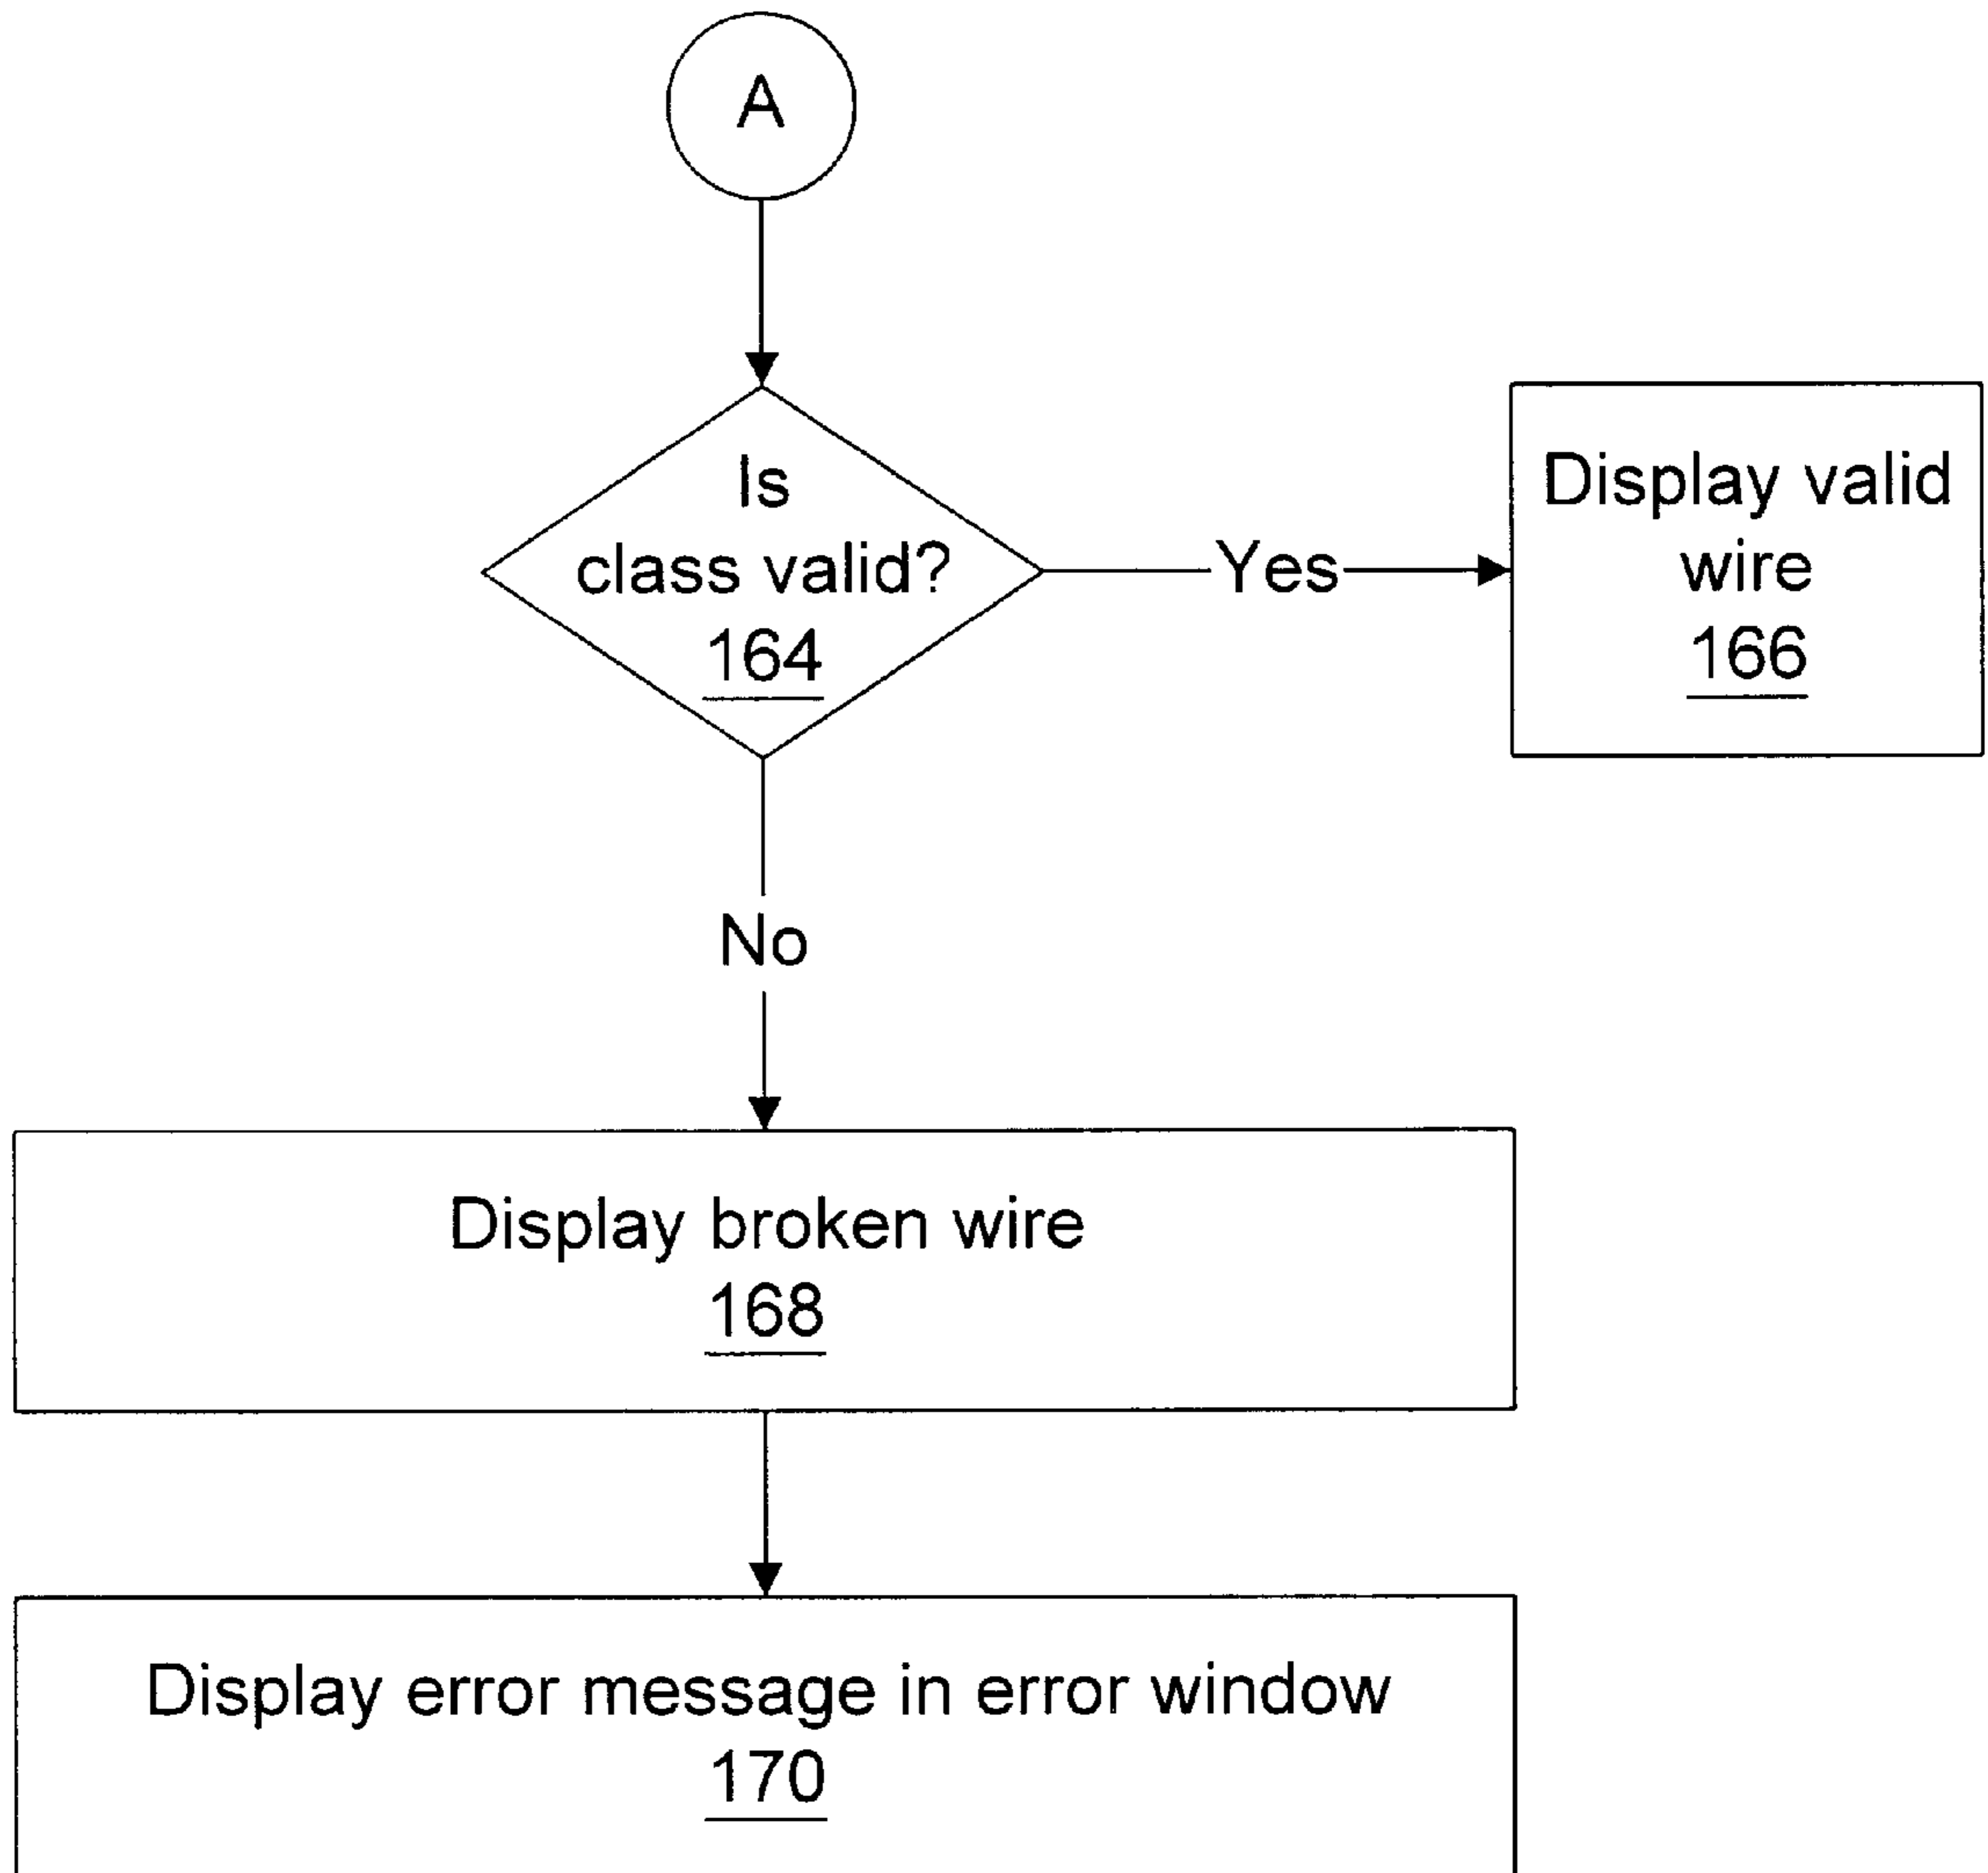 A
Is
class valid?
164
Yes
Display valid
wire
166
No
Display broken wire
168
Display error message in error window
170